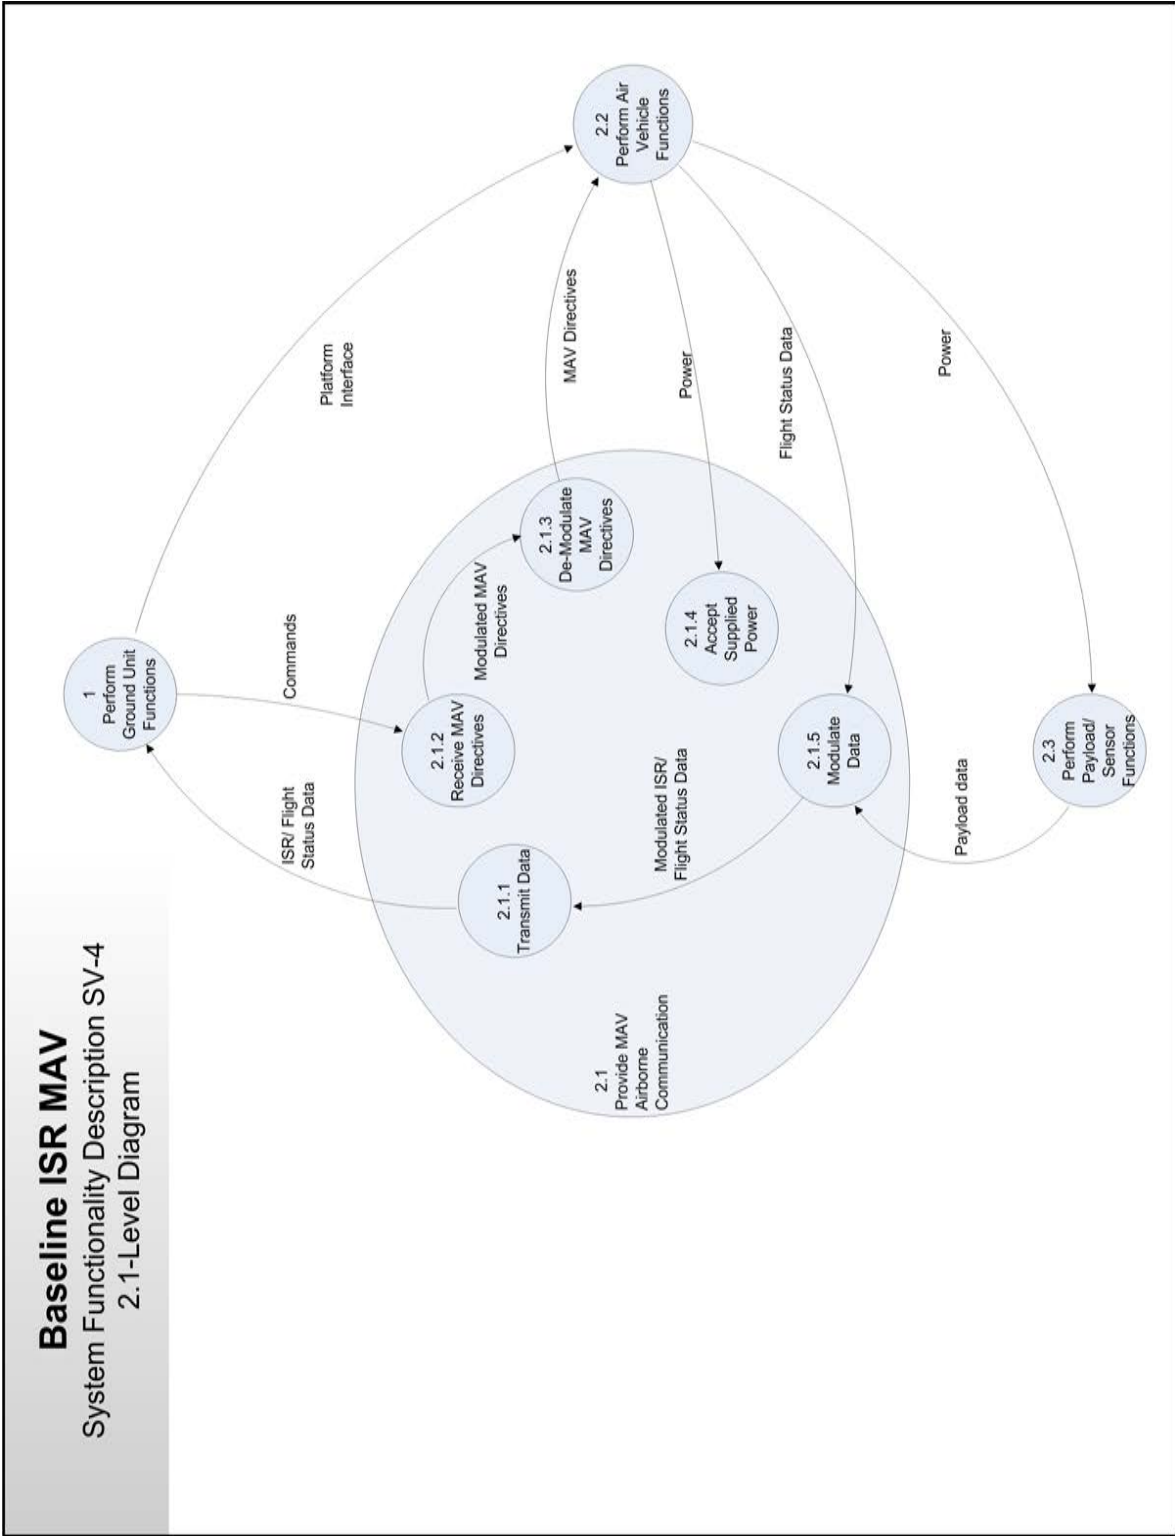 Baseline ISR MAV
System Functionality Description SV-4
2.1-Level Diagram
1
Perform
Ground Unit
Functions
ISR/ Flight
Status Data
Commands
Platform
Interface
2.1
Provide MAV
Airborne
Communication
2.1.1
Transmit Data
2.1.2
Receive MAV
Directives
Modulated MAV
Directives
2.1.3
De-Modulate
MAV
Directives
MAV Directives
2.2
Perform Air
Vehicle
Functions
2.1.4
Accept
Supplied
Power
Power
Modulated ISR/
Flight Status Data
2.1.5
Modulate
Data
Flight Status Data
Payload data
Power
2.3
Perform
Payload/
Sensor
Functions